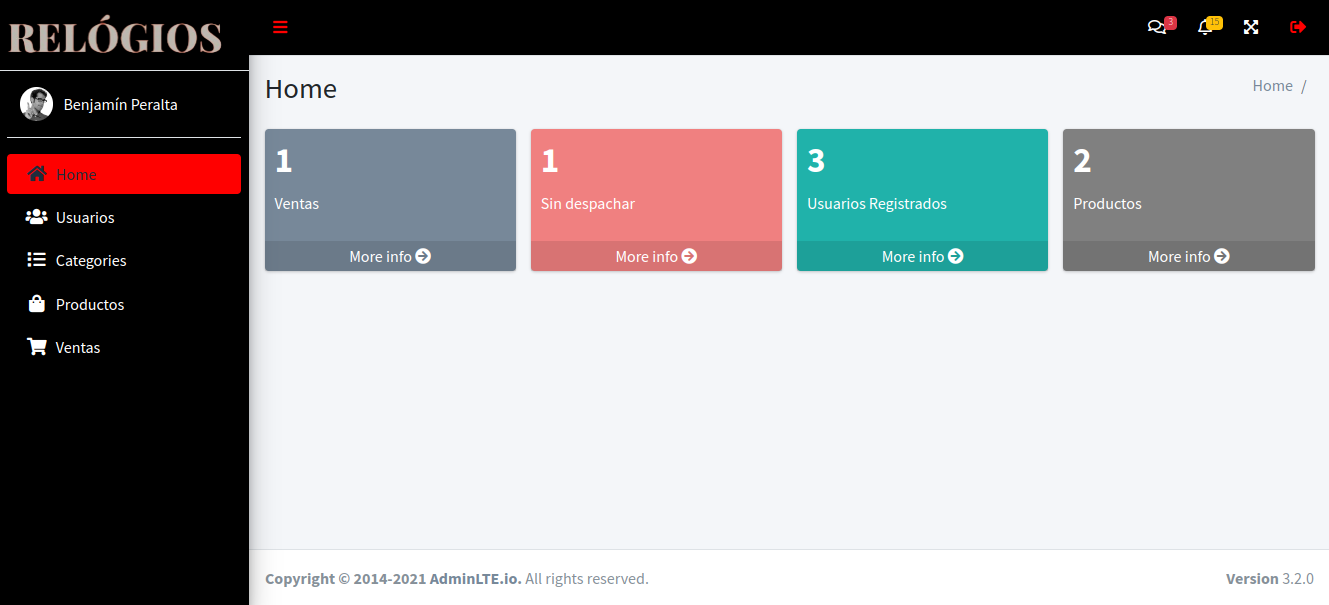 RELÓGIOS
3
15
Benjamín Peralta
Home
Usuarios
Categories
Productos
Ventas
Home
Home /
1
Ventas
More info
1
Sin despachar
More info
3
Usuarios Registrados
More info
2
Productos
More info
Copyright © 2014-2021 AdminLTE.io. All rights reserved.
Version 3.2.0